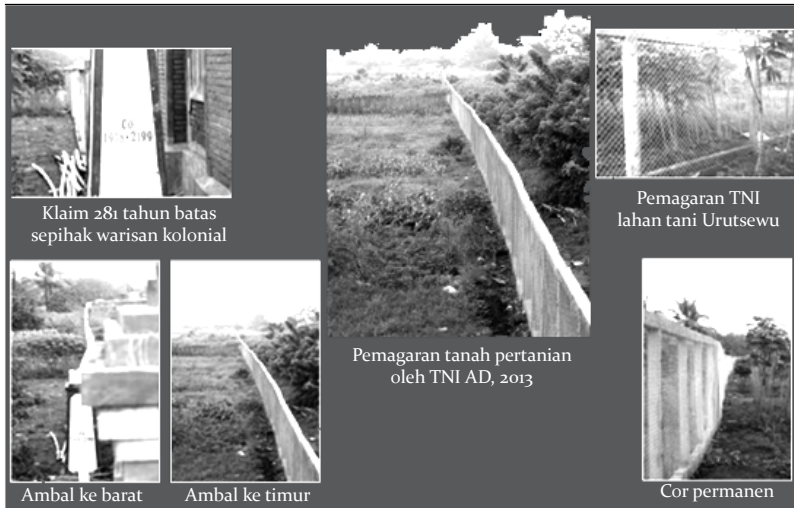 Co
Klaim 281 tahun batas
sepihak warisan kolonial
Pemagaran tanah pertanian
oleh TNI AD, 2013
Pemagaran TNI
lahan tani Urutsewu
Ambal ke barat
Ambal ke timur
Cor permanen